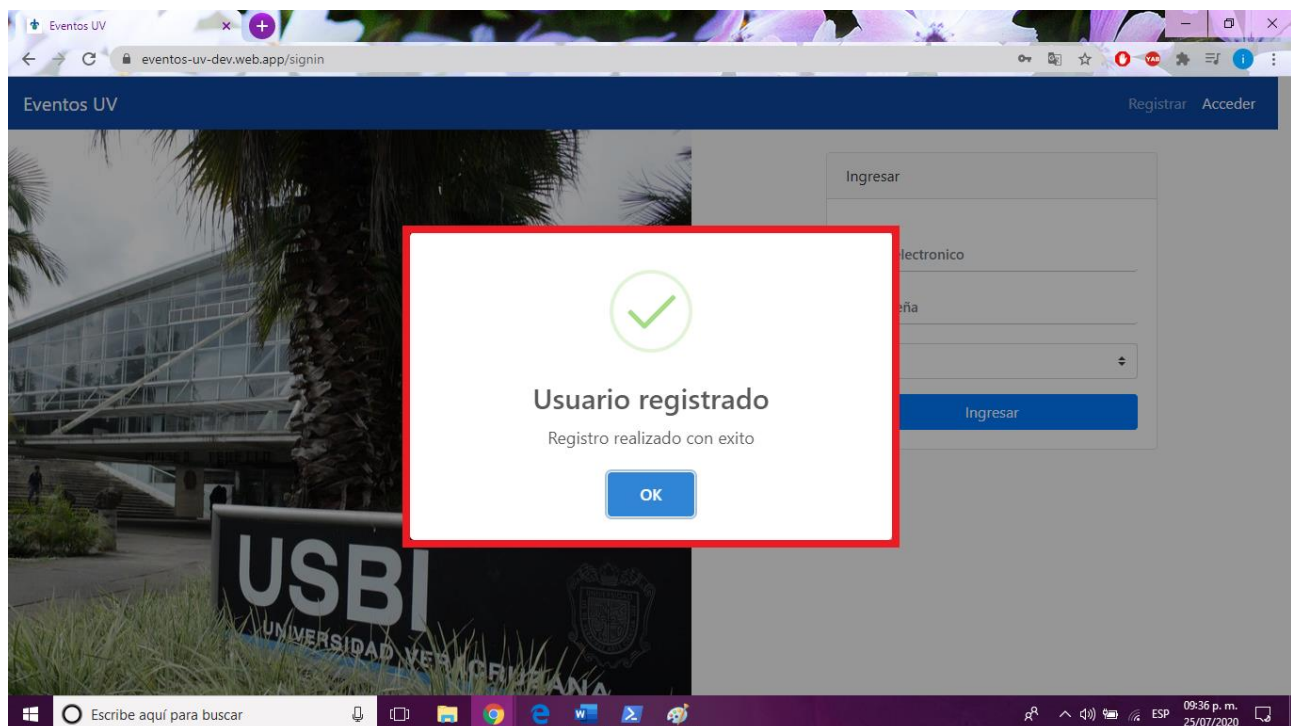 Eventos UV
eventos-uv-dev.web.app/signin
Eventos UV
Registrar Acceder
Ingresar
lectronico
eña
Ingresar
Usuario registrado
Registro realizado con exito
OK
USBI
UNIVERSIDAD VERACRUZANA
Escribe aquí para buscar
ESP
09:36 p. m.
25/07/2020